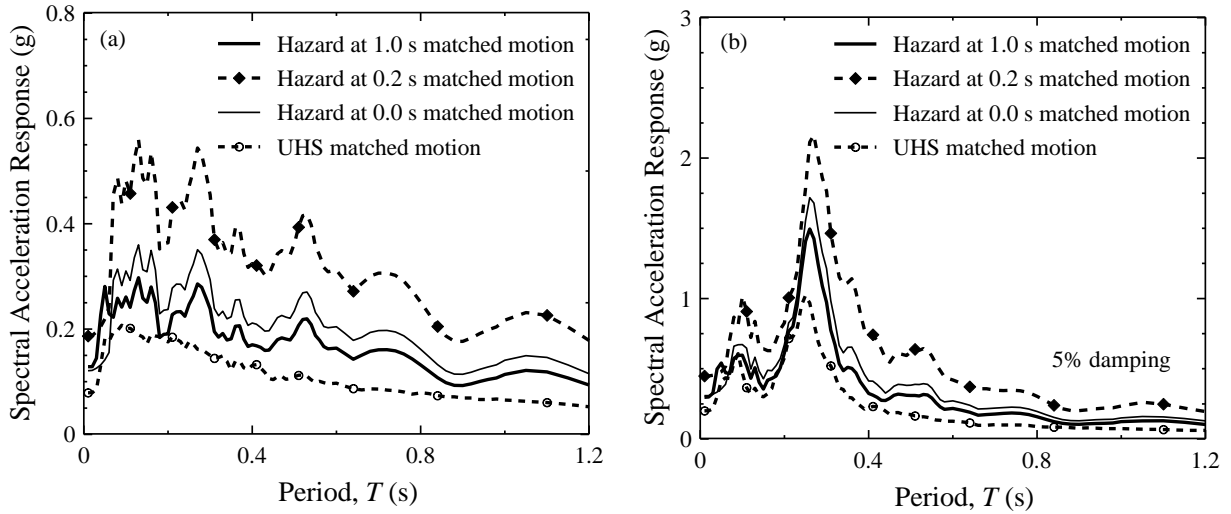 Spectral Acceleration Response (g)
0.8
0.6
0.4
0.2
0
(a)
Hazard at 1.0 s matched motion
Hazard at 0.2 s matched motion
Hazard at 0.0 s matched motion
UHS matched motion
0 0.4 0.8 1.2
Period, T (s)
Spectral Acceleration Response (g)
3
2.25
1.5
0.75
0
(b)
Hazard at 1.0 s matched motion
Hazard at 0.2 s matched motion
Hazard at 0.0 s matched motion
UHS matched motion
5% damping
0 0.4 0.8 1.2
Period, T (s)